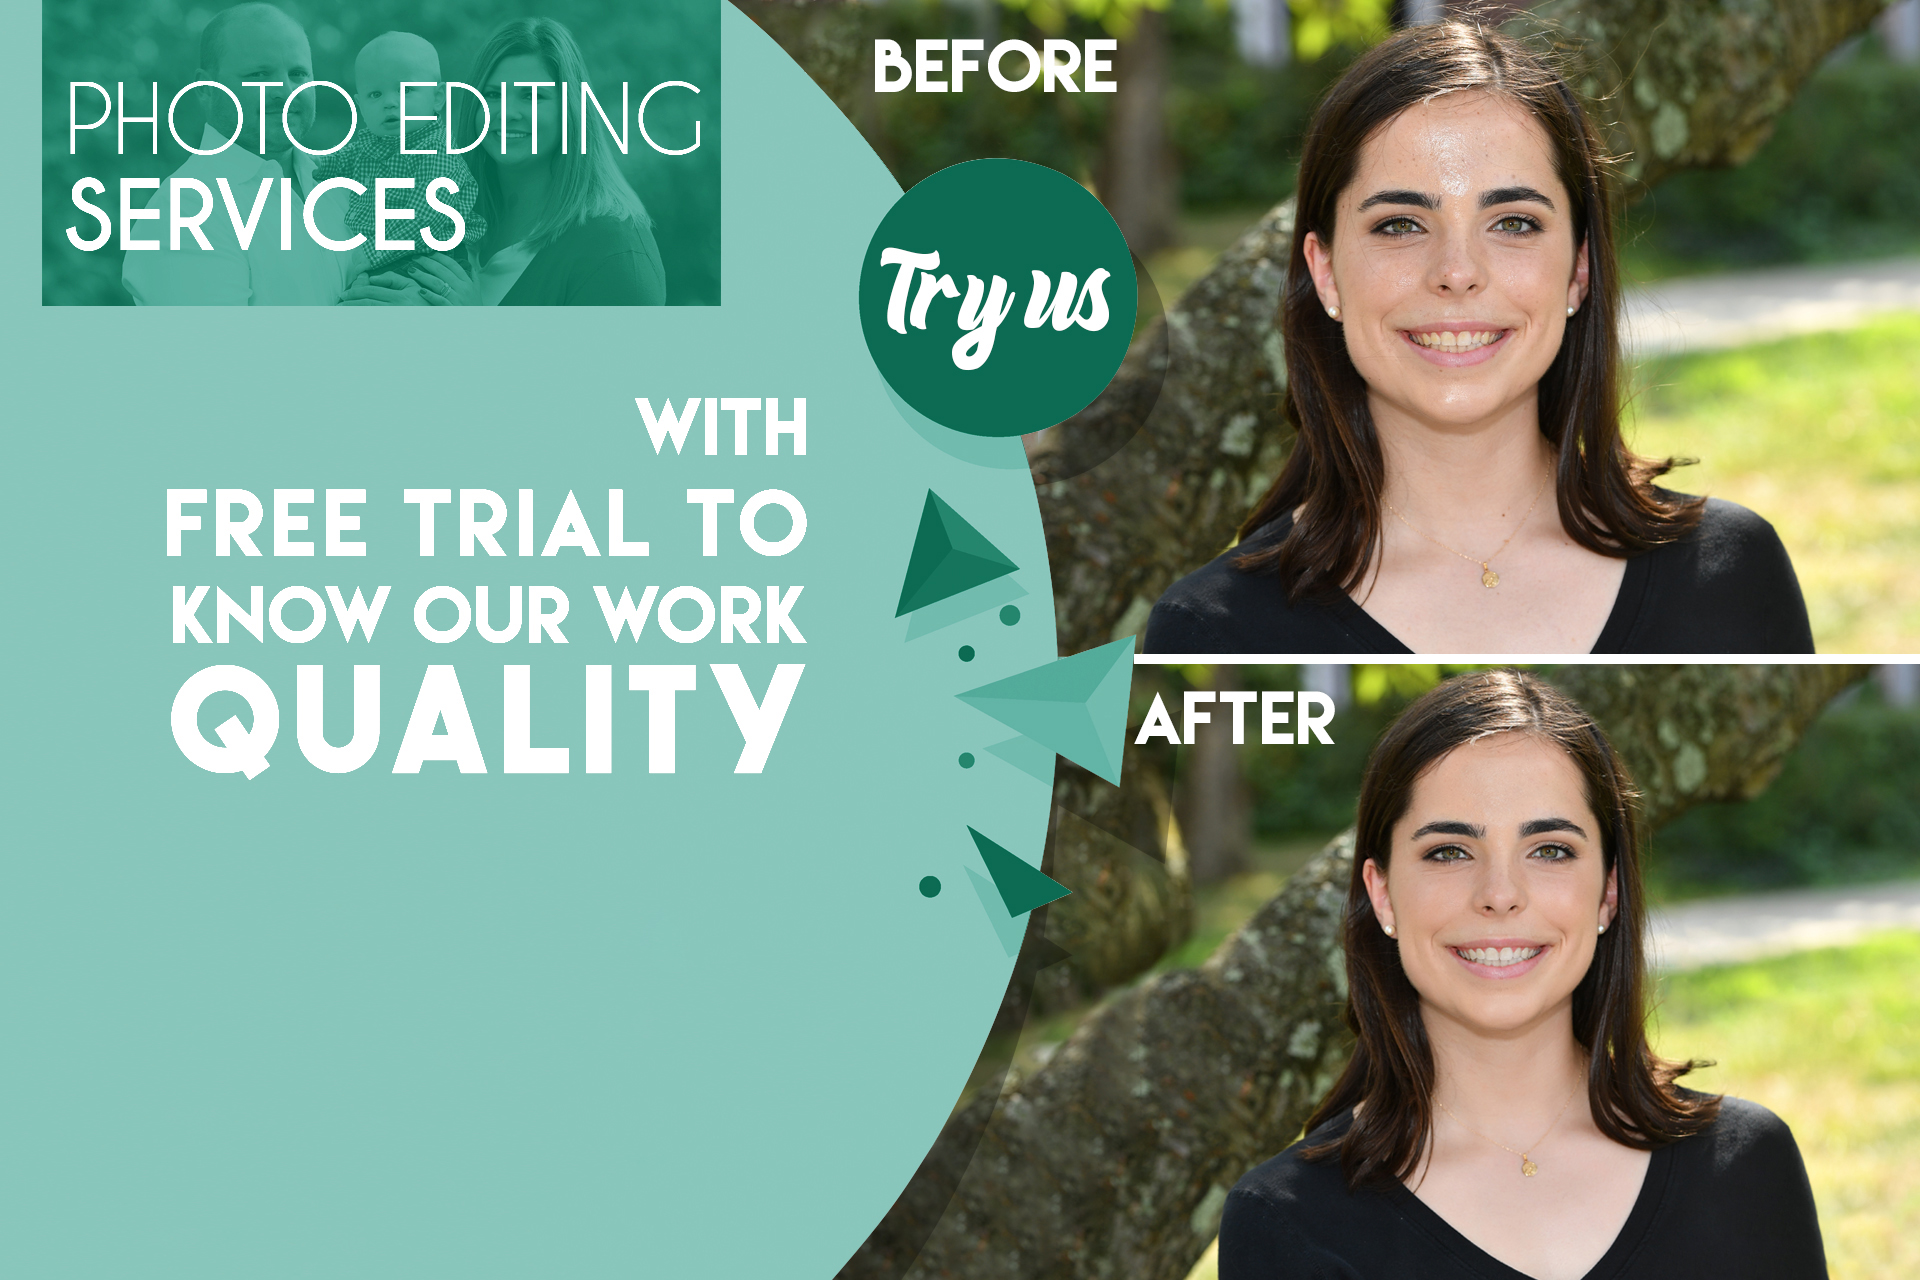 PHOTO EDITING
SERVICES
BEFORE
Try us
WITH
FREE TRIAL TO
KNOW OUR WORK
QUALITY
AFTER